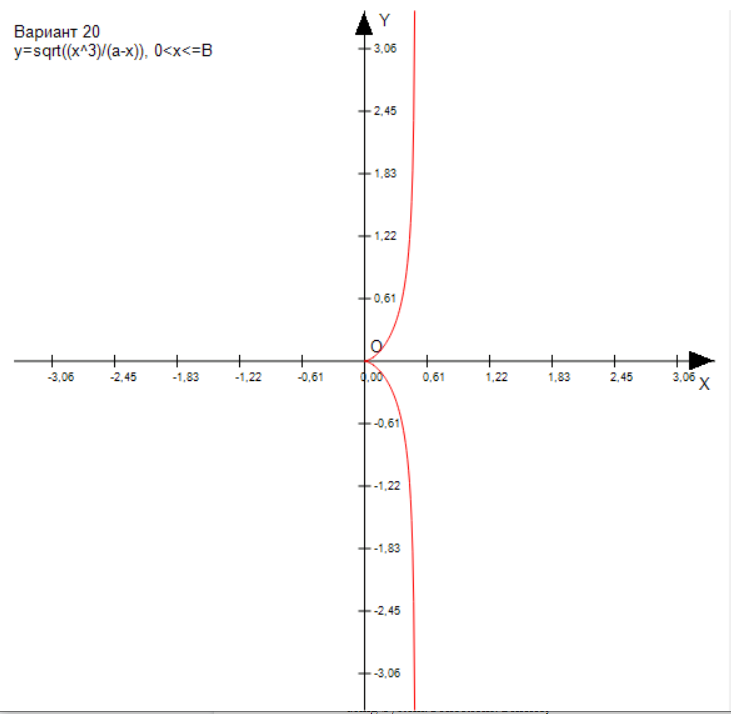 Вариант 20
y=sqrt((x^3)/(a-x)), 0<x<=B
Y
3,06
2,45
1,83
1,22
0,61
O
-3,06 -2,45 -1,83 -1,22 -0,61 0,00 0,61 1,22 1,83 2,45 3,06
X
-0,61
-1,22
-1,83
-2,45
-3,06